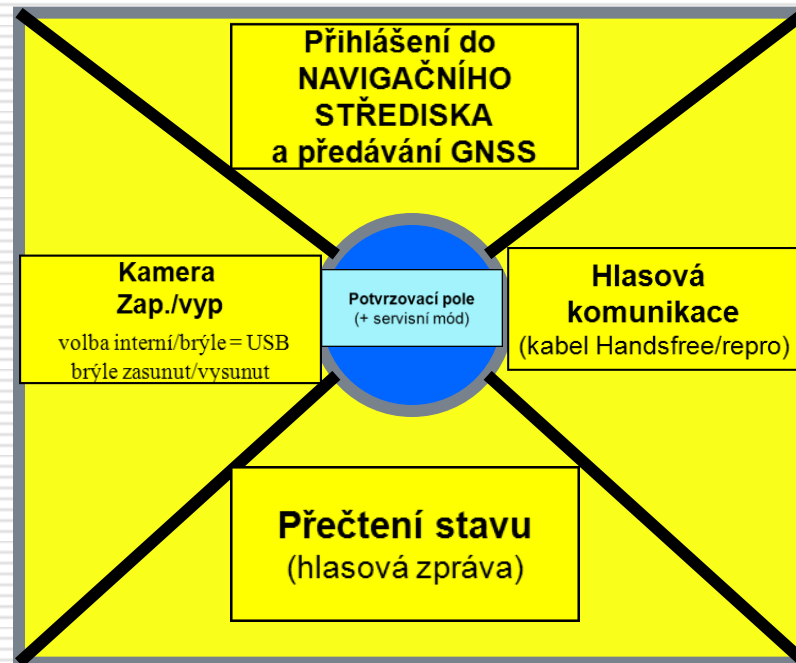 Přihlášení do
NAVIGAČNÍHO
STŘEDISKA
a předávání GNSS
Kamera
Zap./vyp
volba interní/brýle = USB
brýle zasunut/vysunut
Potvrzovací pole
(+ servisní mód)
Hlasová
komunikace
(kabel Handsfree/repro)
Přečtení stavu
(hlasová zpráva)